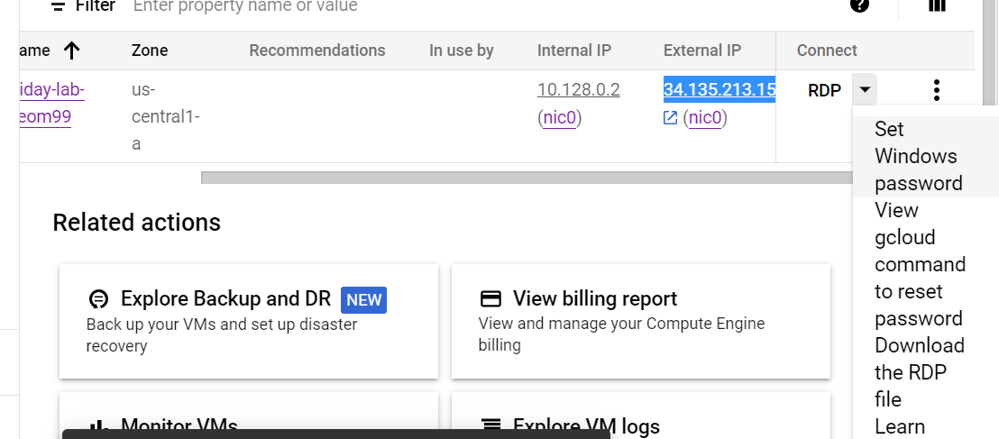 Filter Enter property name or value
ame Zone Recommendations In use by Internal IP External IP Connect
iday-lab- us- 10.128.0.2 34.135.213.15 RDP
eom99 central1- (nic0) (nic0)
a
Set
Windows
password
View
gcloud
command
to reset
password
Download
the RDP
file
Learn
Related actions
Explore Backup and DR NEW
Back up your VMs and set up disaster
recovery
View billing report
View and manage your Compute Engine
billing
Monitor VMs
Explore VM logs